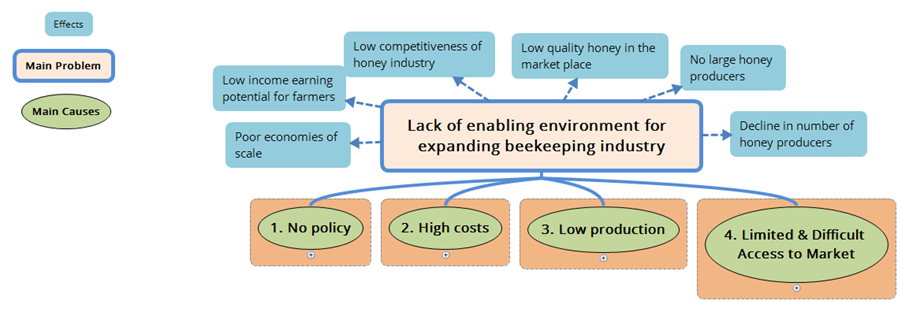 Effects
Main Problem
Main Causes
Low competitiveness of
honey industry
Low quality honey in the
market place
No large honey
producers
Low income earning
potential for farmers
Poor economies of
scale
Decline in number of
honey producers
Lack of enabling environment for
expanding beekeeping industry
1. No policy
2. High costs
3. Low production
4. Limited & Difficult
Access to Market